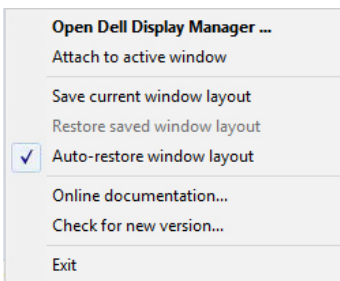 Open Dell Display Manager ...
Attach to active window
Save current window layout
Restore saved window layout
Auto-restore window layout
Online documentation...
Check for new version...
Exit